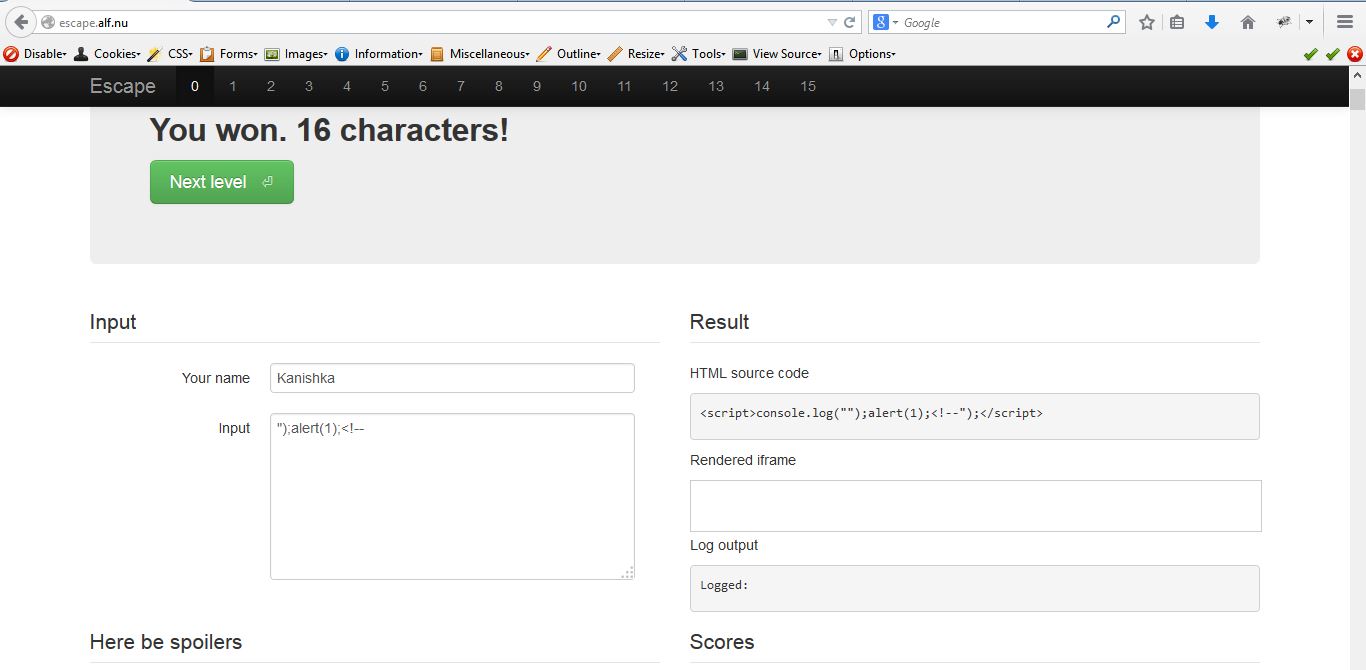 escape.alf.nu
Google
Disable Cookies CSS Forms Images Information Miscellaneous Outline Resize Tools View Source Options
Escape 0 1 2 3 4 5 6 7 8 9 10 11 12 13 14 15
You won. 16 characters!
Next level ⏎
Input
Result
Your name Kanishka
HTML source code
<script>console.log("");alert(1);<!--");</script>
Input ");alert(1);<!--
Rendered iframe
Log output
Logged:
Here be spoilers
Scores